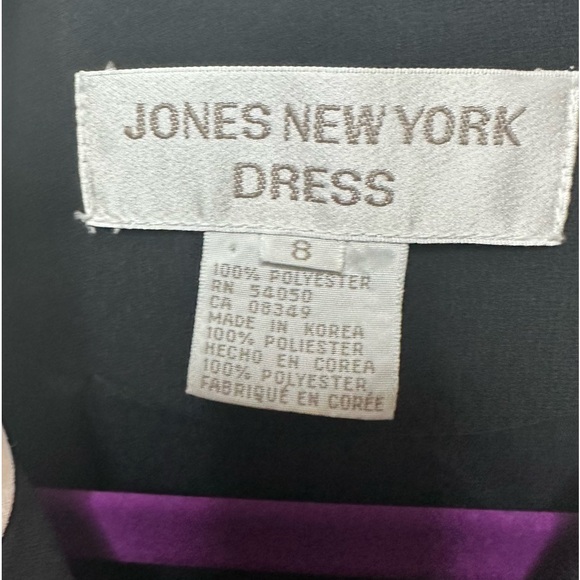 JONES NEW YORK
DRESS
8
100% POLYESTER
RN 54050
CA 08349
MADE IN KOREA
100% POLIESTER
HECHO EN COREA
100% POLYESTER
FABRIQUÉ EN CORÉE